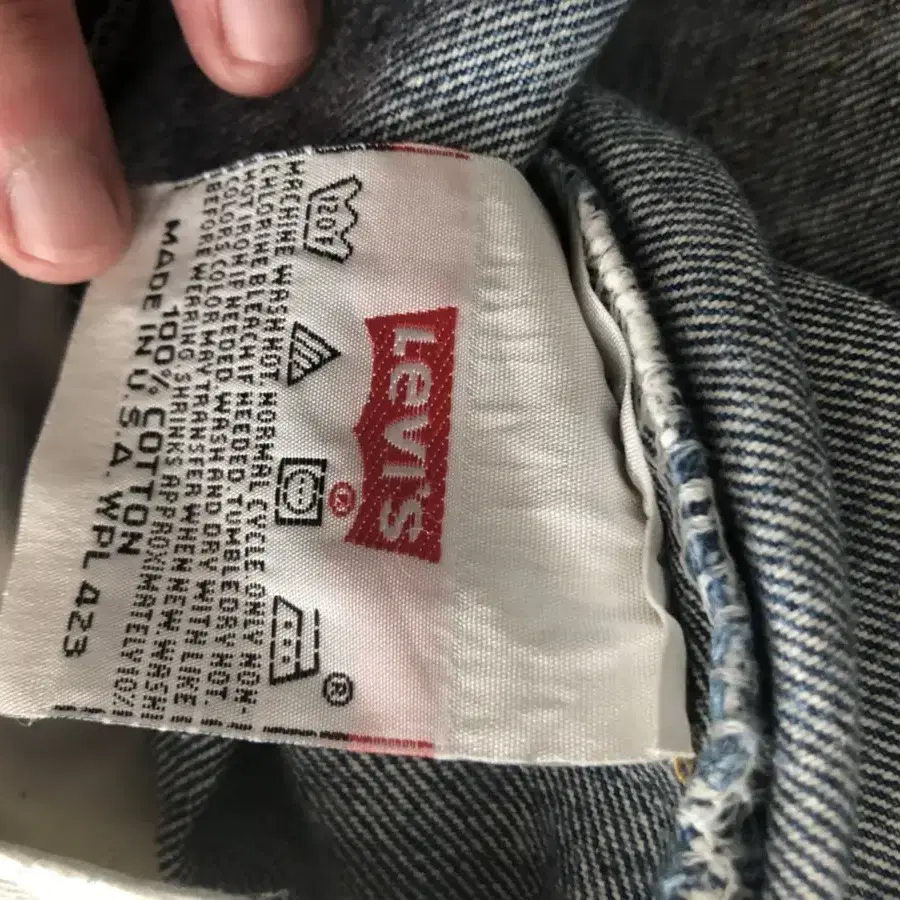 LEVI'S
®
120F
®
MACHINE WASH HOT. NORMAL CYCLE. ONLY NON-
CHLORINE BLEACH IF NEEDED. TUMBLE DRY HOT.
HOT IRON IF NEEDED. WASH AND DRY WITH LIKE
COLORS. COLOR MAY TRANSFER WHEN NEW. WASH
BEFORE WEARING. SHRINKS APPROXIMATELY 10%
100% COTTON
MADE IN U.S.A. WPL 423